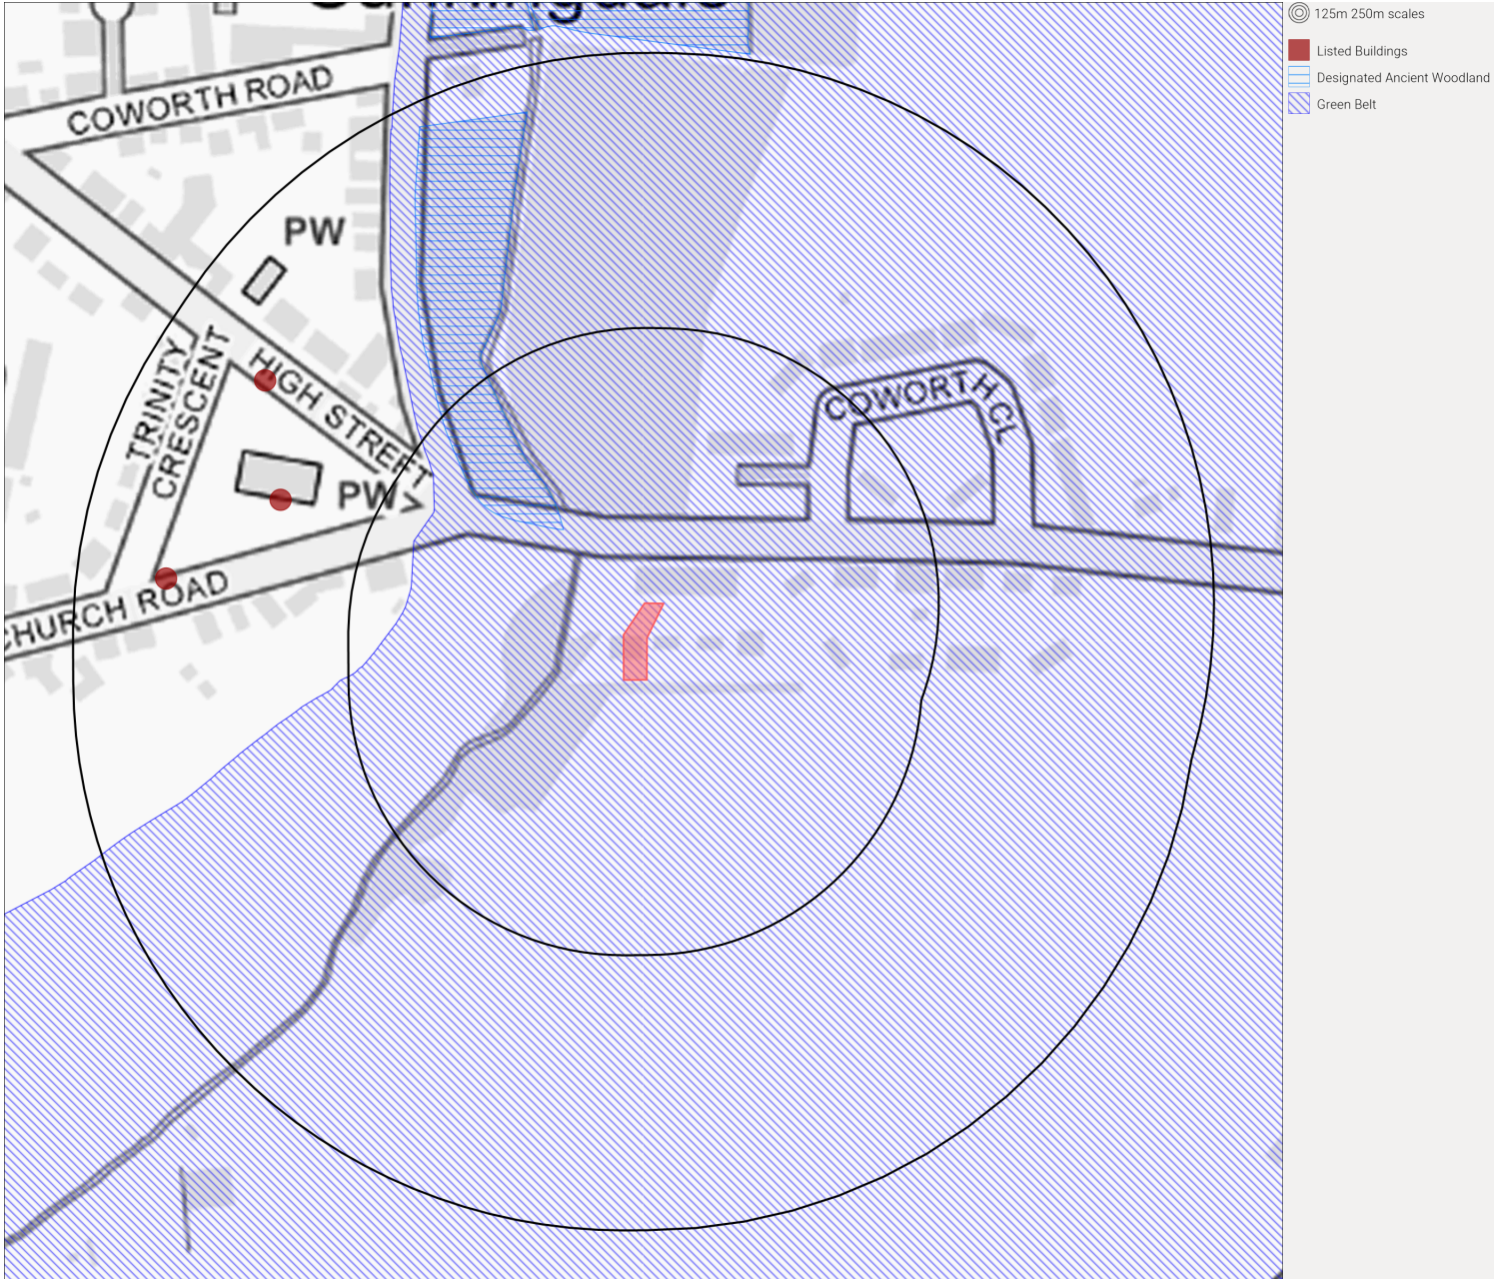 COWORTH ROAD
PW
TRINITY
CRESCENT
HIGH STREET
PW
CHURCH ROAD
COWORTH CL
125m 250m scales
Listed Buildings
Designated Ancient Woodland
Green Belt